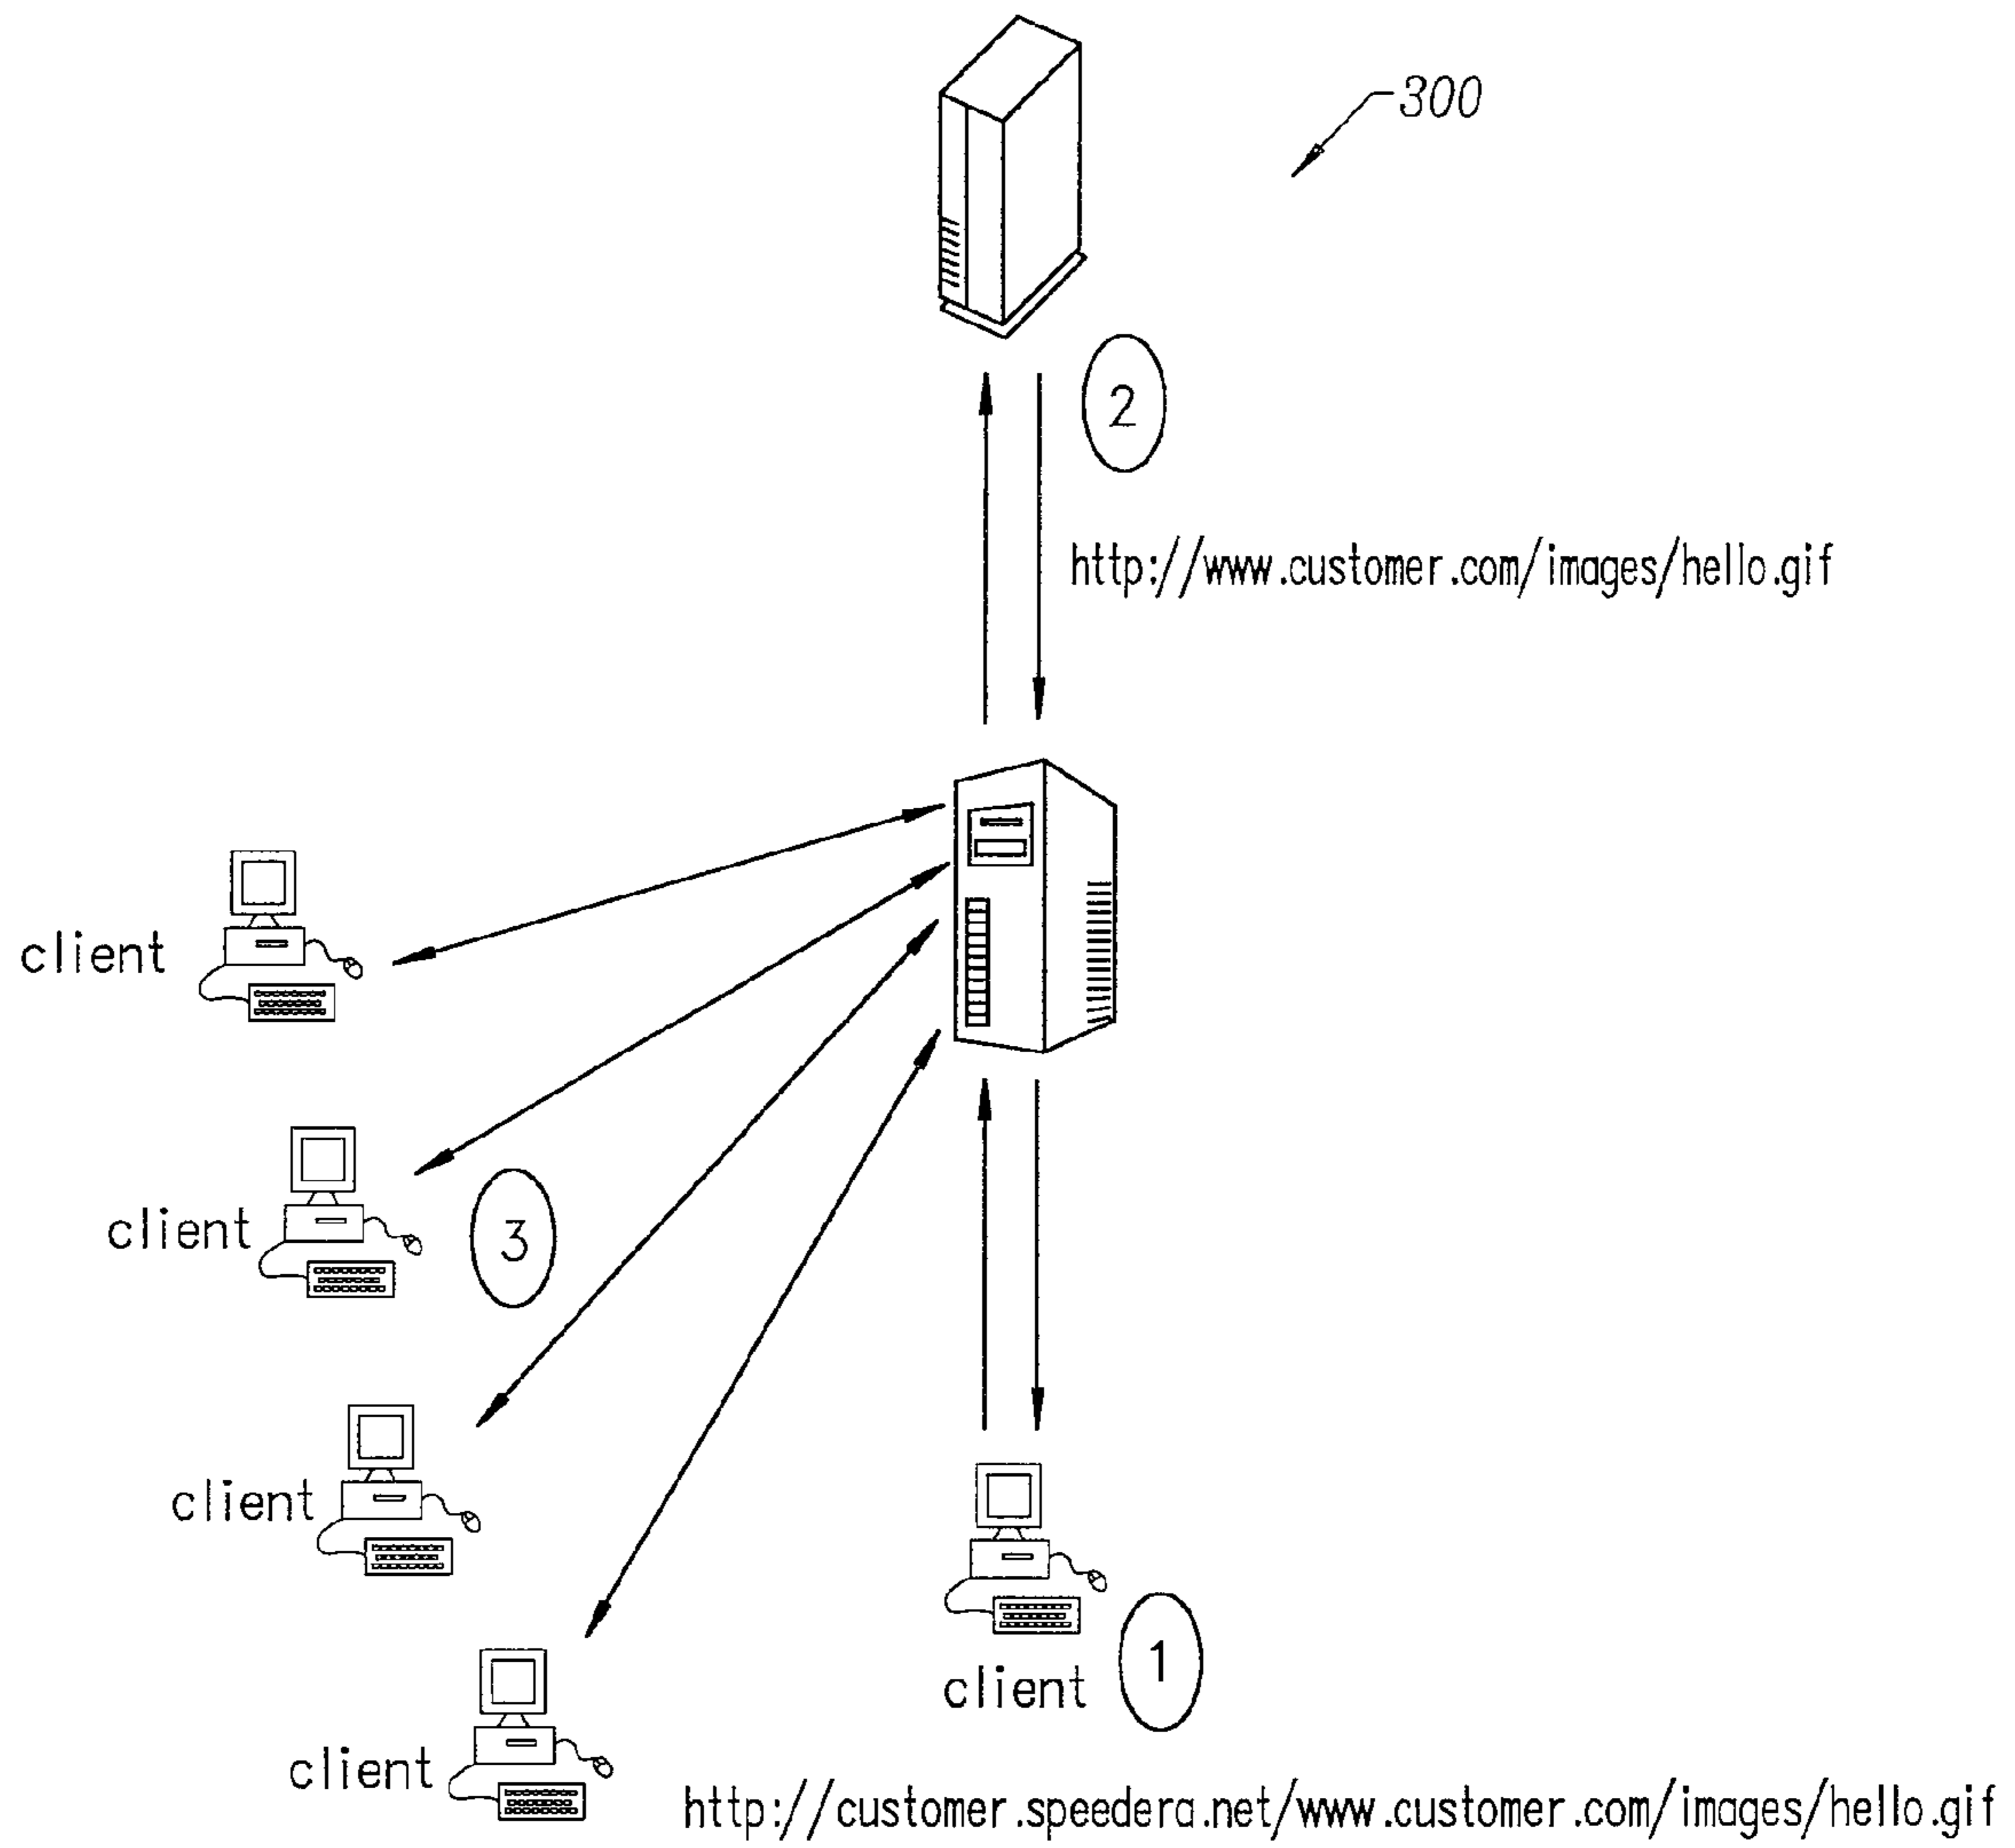 300
2
http://www.customer.com/images/hello.gif
client
client
3
client
client
1
client
http://customer.speedera.net/www.customer.com/images/hello.gif